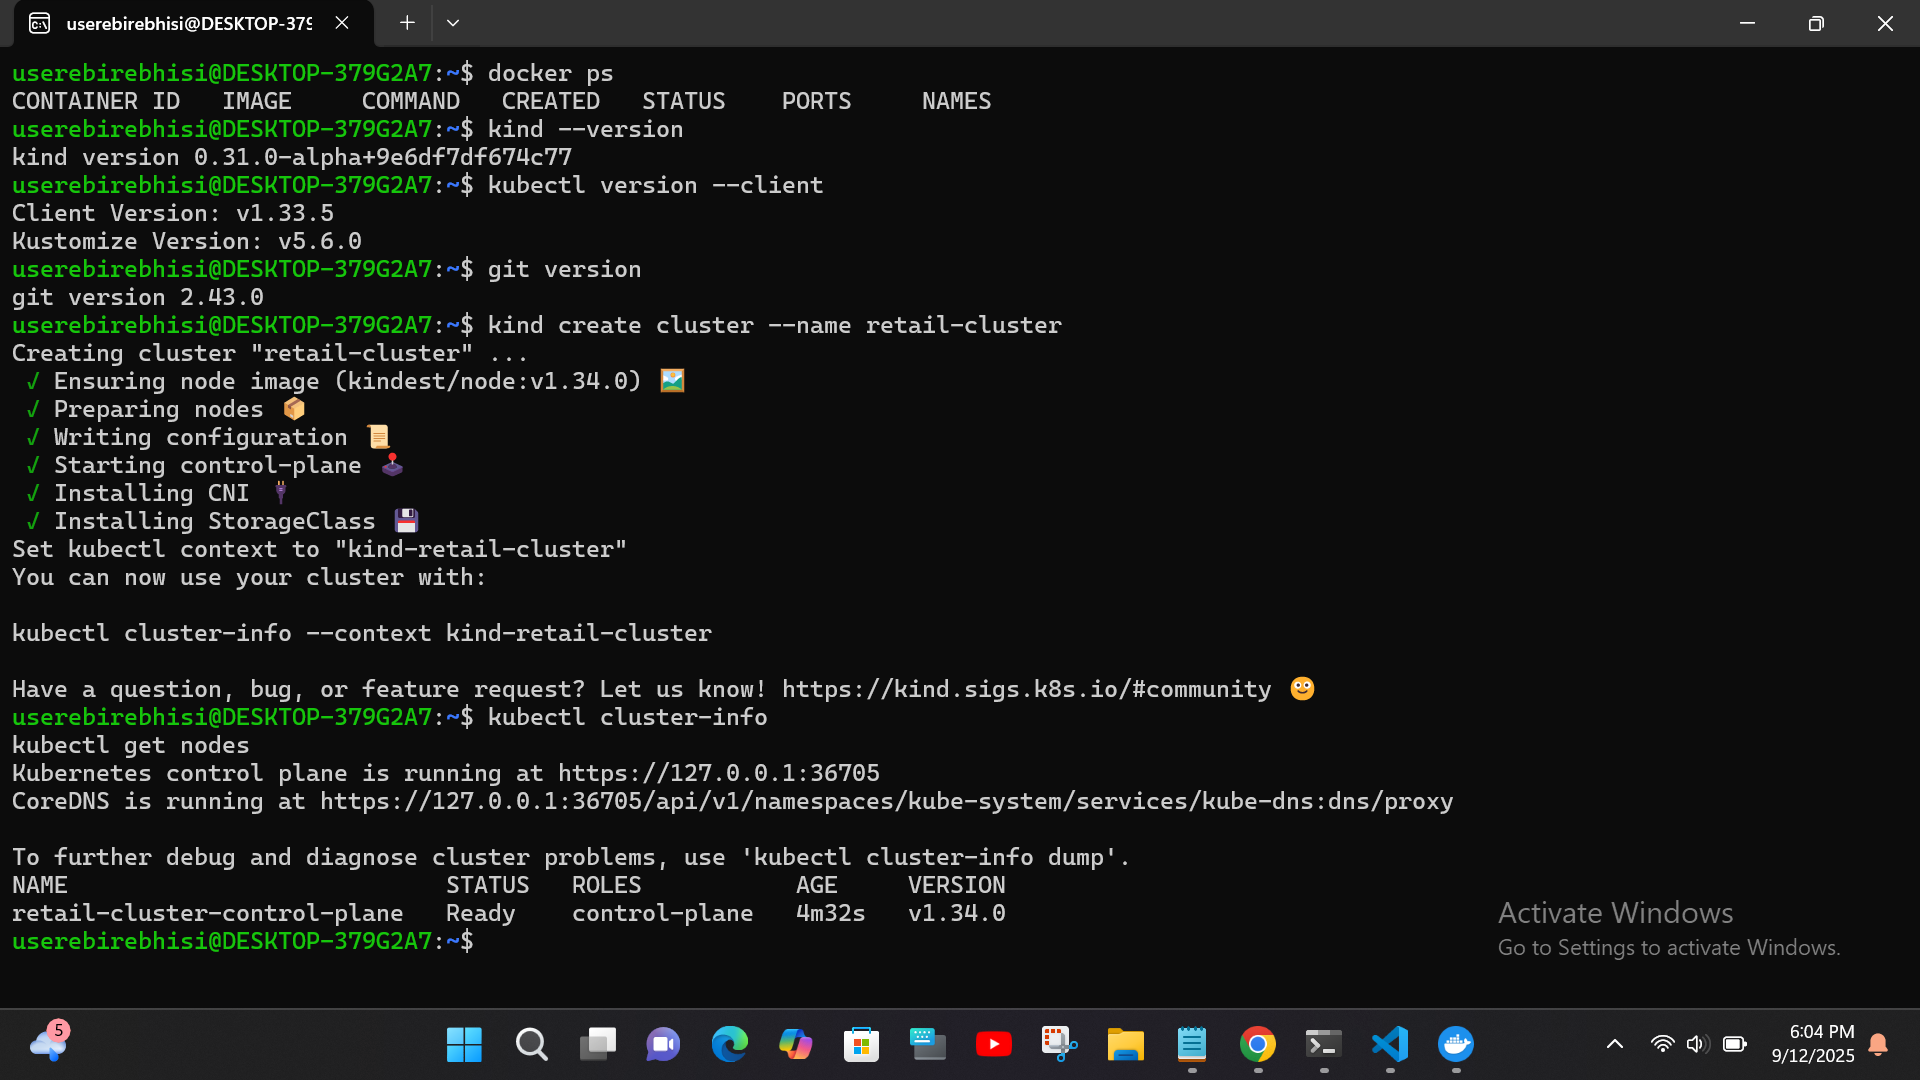 userebirebhisi@DESKTOP-379
userebirebhisi@DESKTOP-379G2A7:~$ docker ps
CONTAINER ID   IMAGE     COMMAND   CREATED   STATUS    PORTS     NAMES
userebirebhisi@DESKTOP-379G2A7:~$ kind --version
kind version 0.31.0-alpha+9e6df7df674c77
userebirebhisi@DESKTOP-379G2A7:~$ kubectl version --client
Client Version: v1.33.5
Kustomize Version: v5.6.0
userebirebhisi@DESKTOP-379G2A7:~$ git version
git version 2.43.0
userebirebhisi@DESKTOP-379G2A7:~$ kind create cluster --name retail-cluster
Creating cluster "retail-cluster" ...
 ✓ Ensuring node image (kindest/node:v1.34.0) 🖼
 ✓ Preparing nodes 📦
 ✓ Writing configuration 📜
 ✓ Starting control-plane 🕹
 ✓ Installing CNI 🔌
 ✓ Installing StorageClass 💾
Set kubectl context to "kind-retail-cluster"
You can now use your cluster with:
kubectl cluster-info --context kind-retail-cluster
Have a question, bug, or feature request? Let us know! https://kind.sigs.k8s.io/#community 🙂
userebirebhisi@DESKTOP-379G2A7:~$ kubectl cluster-info
kubectl get nodes
Kubernetes control plane is running at https://127.0.0.1:36705
CoreDNS is running at https://127.0.0.1:36705/api/v1/namespaces/kube-system/services/kube-dns:dns/proxy
To further debug and diagnose cluster problems, use 'kubectl cluster-info dump'.
NAME                           STATUS   ROLES           AGE     VERSION
retail-cluster-control-plane   Ready    control-plane   4m32s   v1.34.0
userebirebhisi@DESKTOP-379G2A7:~$
Activate Windows
Go to Settings to activate Windows.
5
6:04 PM
9/12/2025